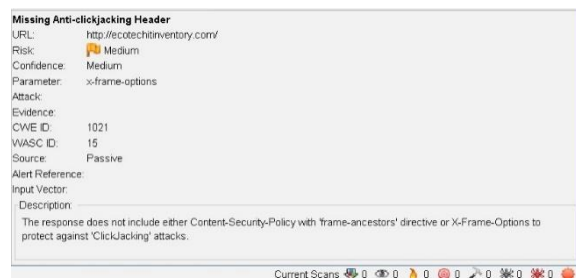 Missing Anti-clickjacking Header
URL: http://ecotechitinventory.com/
Risk: Medium
Confidence: Medium
Parameter: x-frame-options
Attack:
Evidence:
CWE ID: 1021
WASC ID: 15
Source: Passive
Alert Reference:
Input Vector:
Description:
The response does not include either Content-Security-Policy with 'frame-ancestors' directive or X-Frame-Options to
protect against 'ClickJacking' attacks.
Current Scans 0 0 0 0 0 0 0